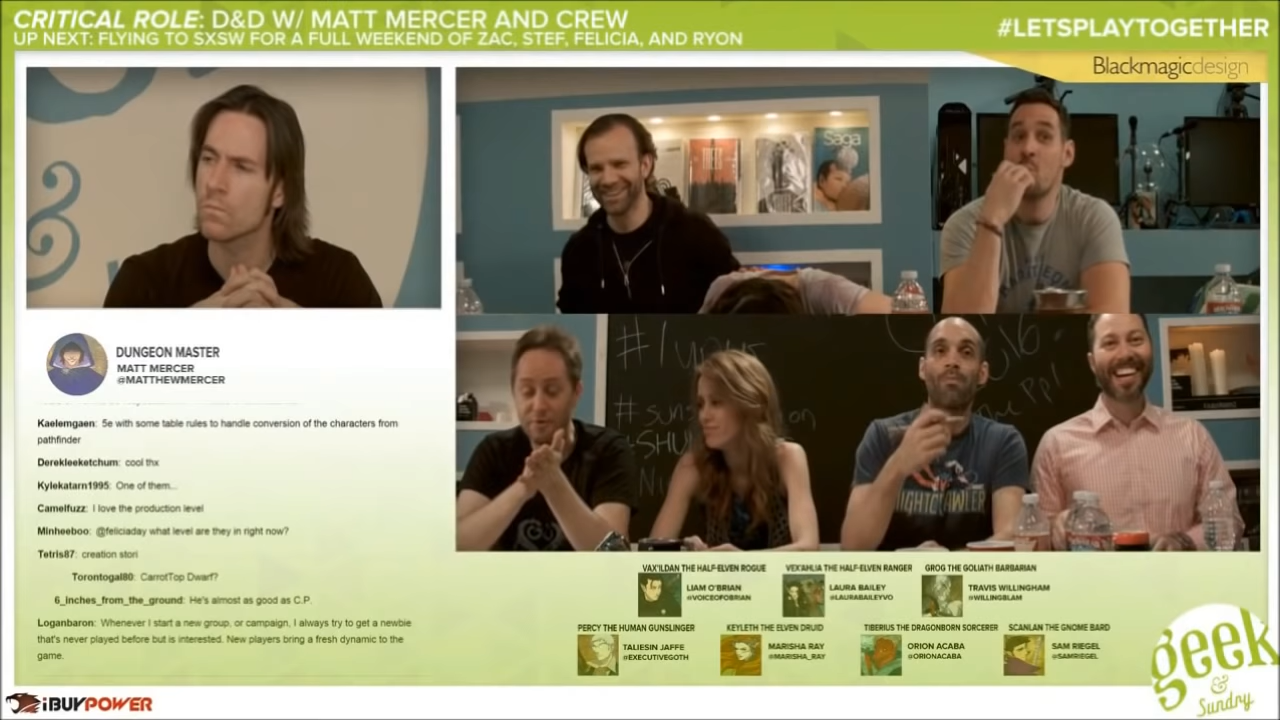 CRITICAL ROLE: D&D W/ MATT MERCER AND CREW
UP NEXT: FLYING TO SXSW FOR A FULL WEEKEND OF ZAC, STEF, FELICIA, AND RYON
#LETSPLAYTOGETHER
Blackmagicdesign
Saga
DUNGEON MASTER
MATT MERCER
@MATTHEWMERCER
Kaelemgaen: 5e with some table rules to handle conversion of the characters from
pathfinder
Derekleeketchum: cool thx
Kylekatarn1995: One of them...
Camelfuzz: I love the production level
Minheeboo: @feliciaday what level are they in right now?
Tetris87: creation stori
Torontogal80: CarrotTop Dwarf?
6_inches_from_the_ground: He's almost as good as C.P.
Loganbaron: Whenever I start a new group, or campaign, I always try to get a newbie
that's never played before but is interested. New players bring a fresh dynamic to the
game.
NIGHTCRAWLER
VAX'ILDAN THE HALF-ELVEN ROGUE
LIAM O'BRIAN
@VOICEOFOBRIAN
VEX'AHLIA THE HALF-ELVEN RANGER
LAURA BAILEY
@LAURABAILEYVO
GROG THE GOLIATH BARBARIAN
TRAVIS WILLINGHAM
@WILLINGBLAM
PERCY THE HUMAN GUNSLINGER
TALIESIN JAFFE
@EXECUTIVEGOTH
KEYLETH THE ELVEN DRUID
MARISHA RAY
@MARISHA_RAY
TIBERIUS THE DRAGONBORN SORCERER
ORION ACABA
@ORIONACABA
SCANLAN THE GNOME BARD
SAM RIEGEL
@SAMRIEGEL
geek
&
Sundry
iBUYPOWER